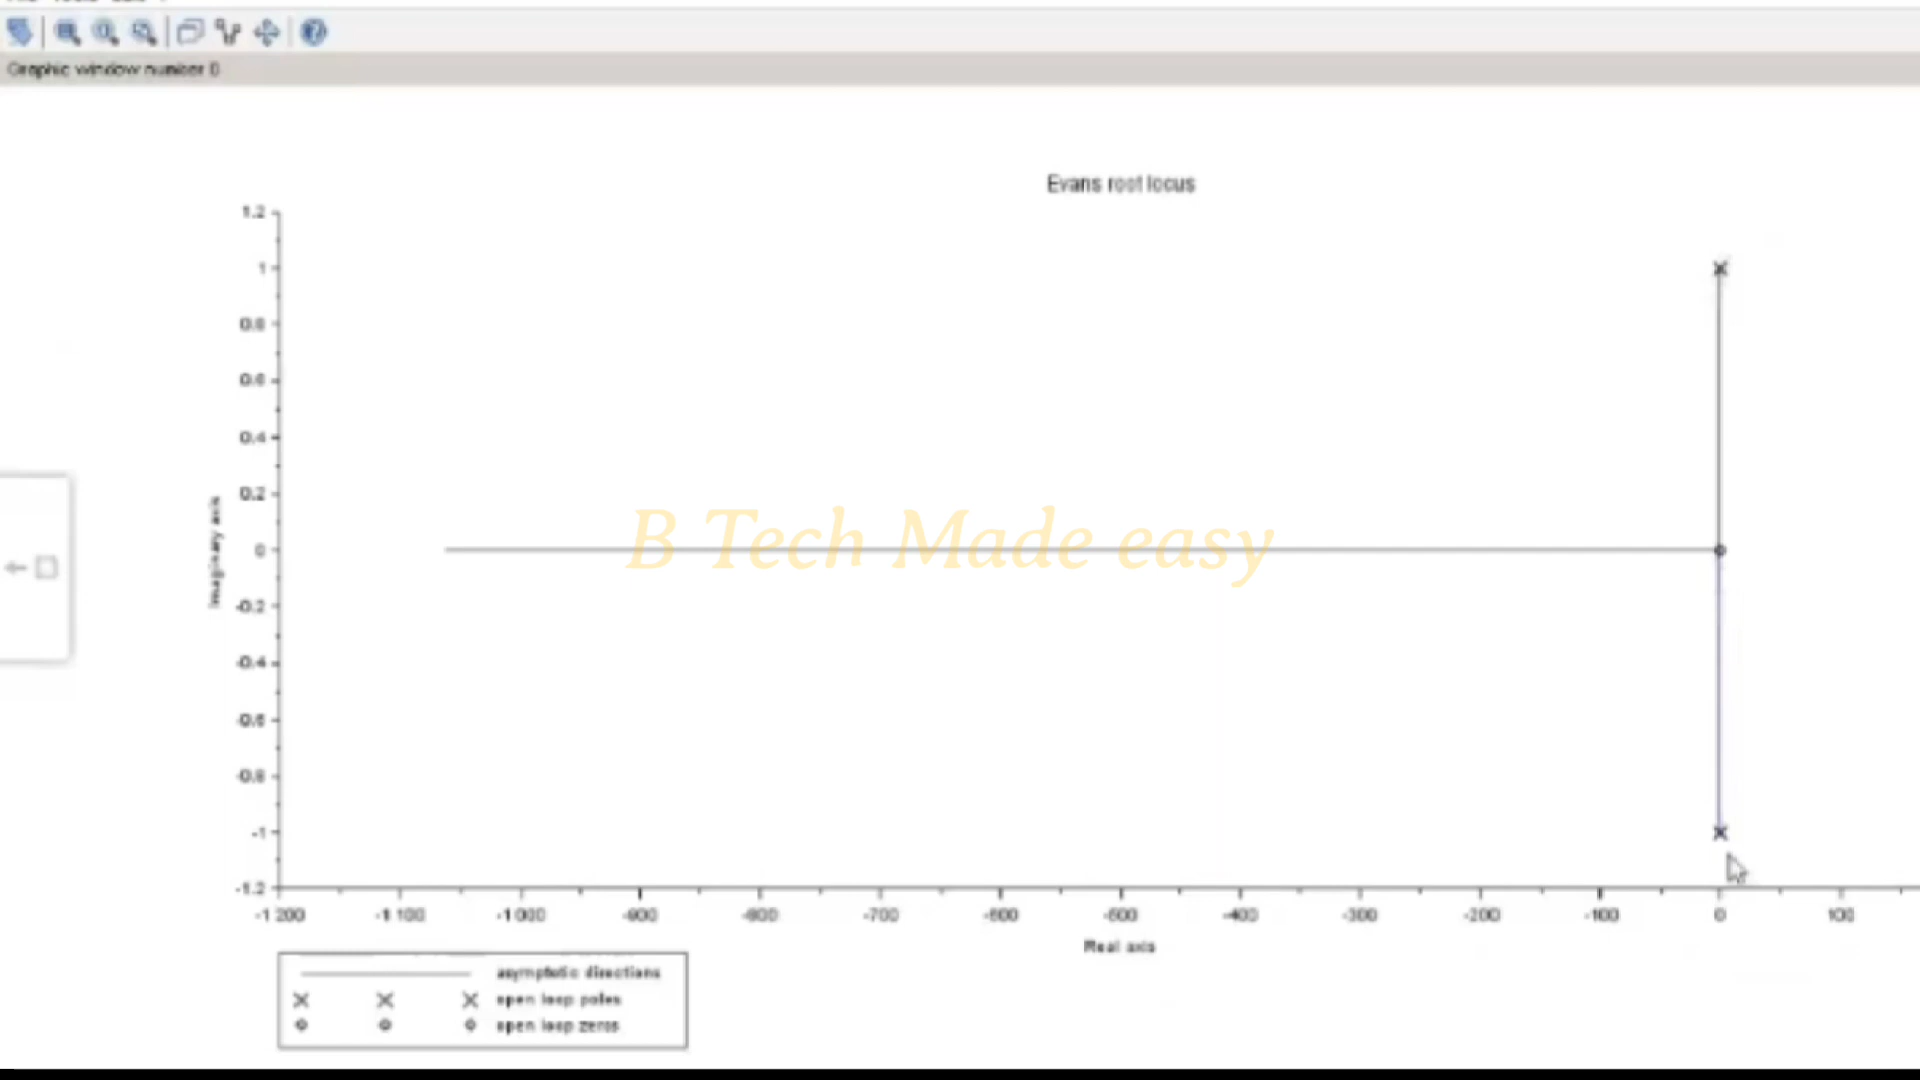 Graphic window number 0
Evans root locus
1.2
1
0.8
0.6
0.4
0.2
0
-0.2
-0.4
-0.6
-0.8
-1
-1.2
Imaginary axis
B Tech Made easy
-1 200 -1 100 -1 000 -900 -800 -700 -600 -500 -400 -300 -200 -100 0 100
Real axis
asymptotic directions
open loop poles
open loop zeros